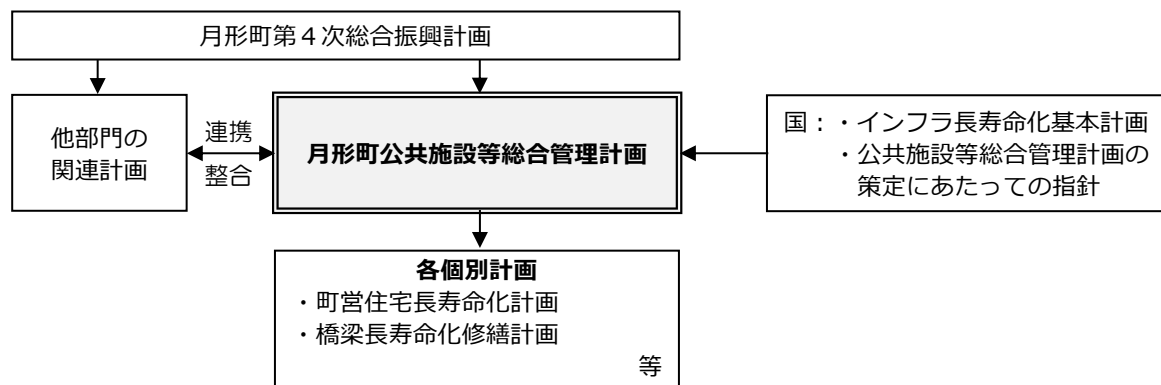 月形町第４次総合振興計画
他部門の
関連計画
連携
整合
月形町公共施設等総合管理計画
国：・インフラ長寿命化基本計画
・公共施設等総合管理計画の
策定にあたっての指針
各個別計画
・町営住宅長寿命化計画
・橋梁長寿命化修繕計画
等